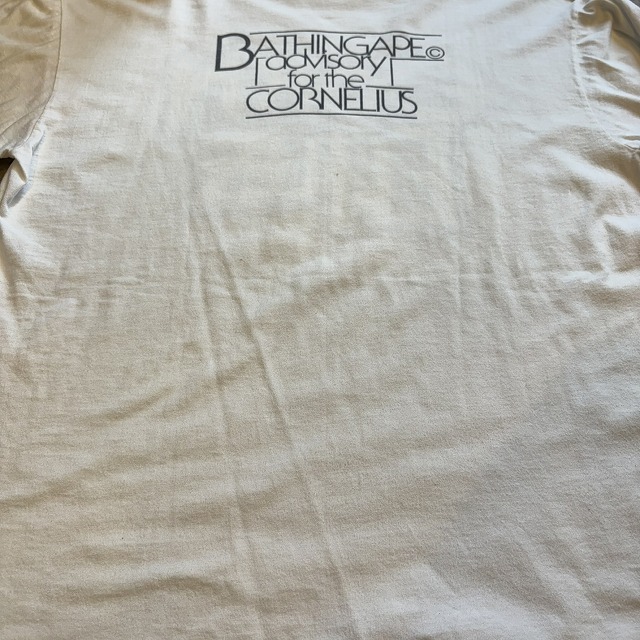 BATHINGAPE©
advisory
for the
CORNELIUS